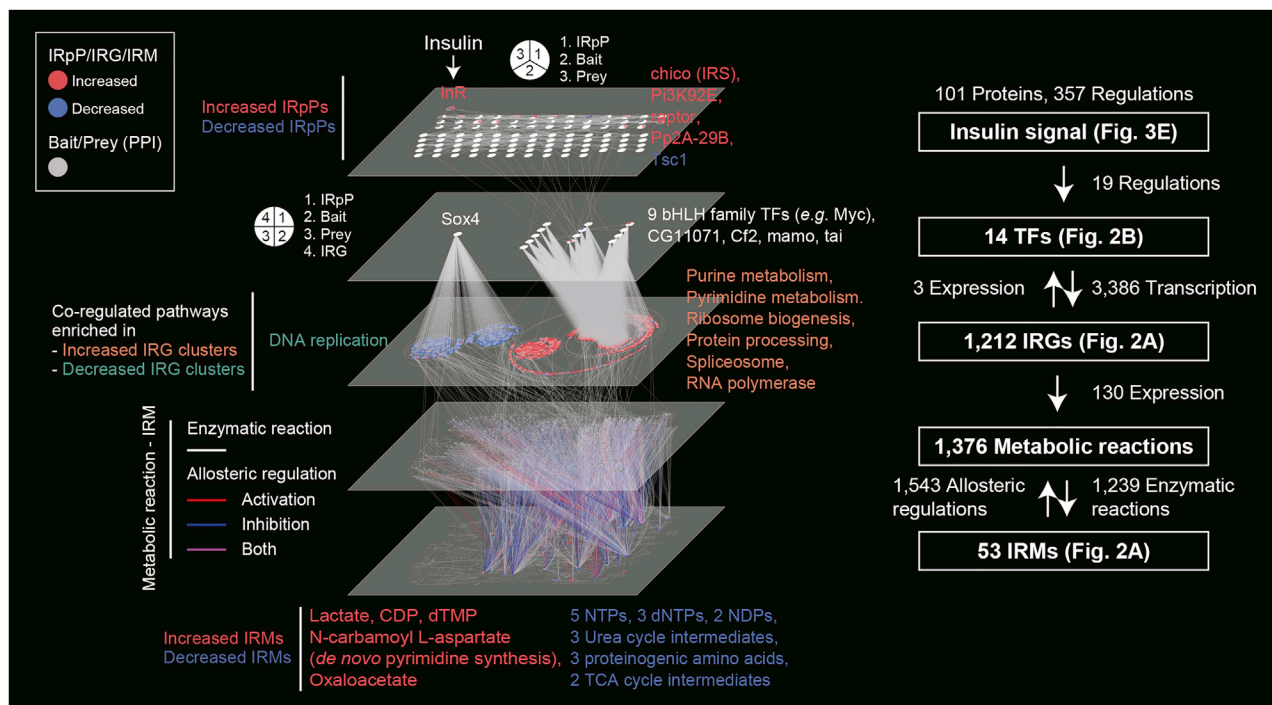 IRpP/IRG/IRM
Increased
Decreased
Bait/Prey (PPI)
Insulin
3 1
2
1. IRpP
2. Bait
3. Prey
InR
Increased IRpPs
Decreased IRpPs
chico (IRS),
Pi3K92E,
raptor,
Pp2A-29B,
Tsc1
4 1
3 2
1. IRpP
2. Bait
3. Prey
4. IRG
Sox4
9 bHLH family TFs (e.g. Myc),
CG11071, Cf2, mamo, tai
Co-regulated pathways
enriched in
- Increased IRG clusters
- Decreased IRG clusters
DNA replication
Purine metabolism,
Pyrimidine metabolism.
Ribosome biogenesis,
Protein processing,
Spliceosome,
RNA polymerase
Metabolic reaction - IRM
Enzymatic reaction
Allosteric regulation
Activation
Inhibition
Both
Increased IRMs
Decreased IRMs
Lactate, CDP, dTMP
N-carbamoyl L-aspartate
(de novo pyrimidine synthesis),
Oxaloacetate
5 NTPs, 3 dNTPs, 2 NDPs,
3 Urea cycle intermediates,
3 proteinogenic amino acids,
2 TCA cycle intermediates
101 Proteins, 357 Regulations
Insulin signal (Fig. 3E)
19 Regulations
14 TFs (Fig. 2B)
3 Expression
3,386 Transcription
1,212 IRGs (Fig. 2A)
130 Expression
1,376 Metabolic reactions
1,543 Allosteric
regulations
1,239 Enzymatic
reactions
53 IRMs (Fig. 2A)